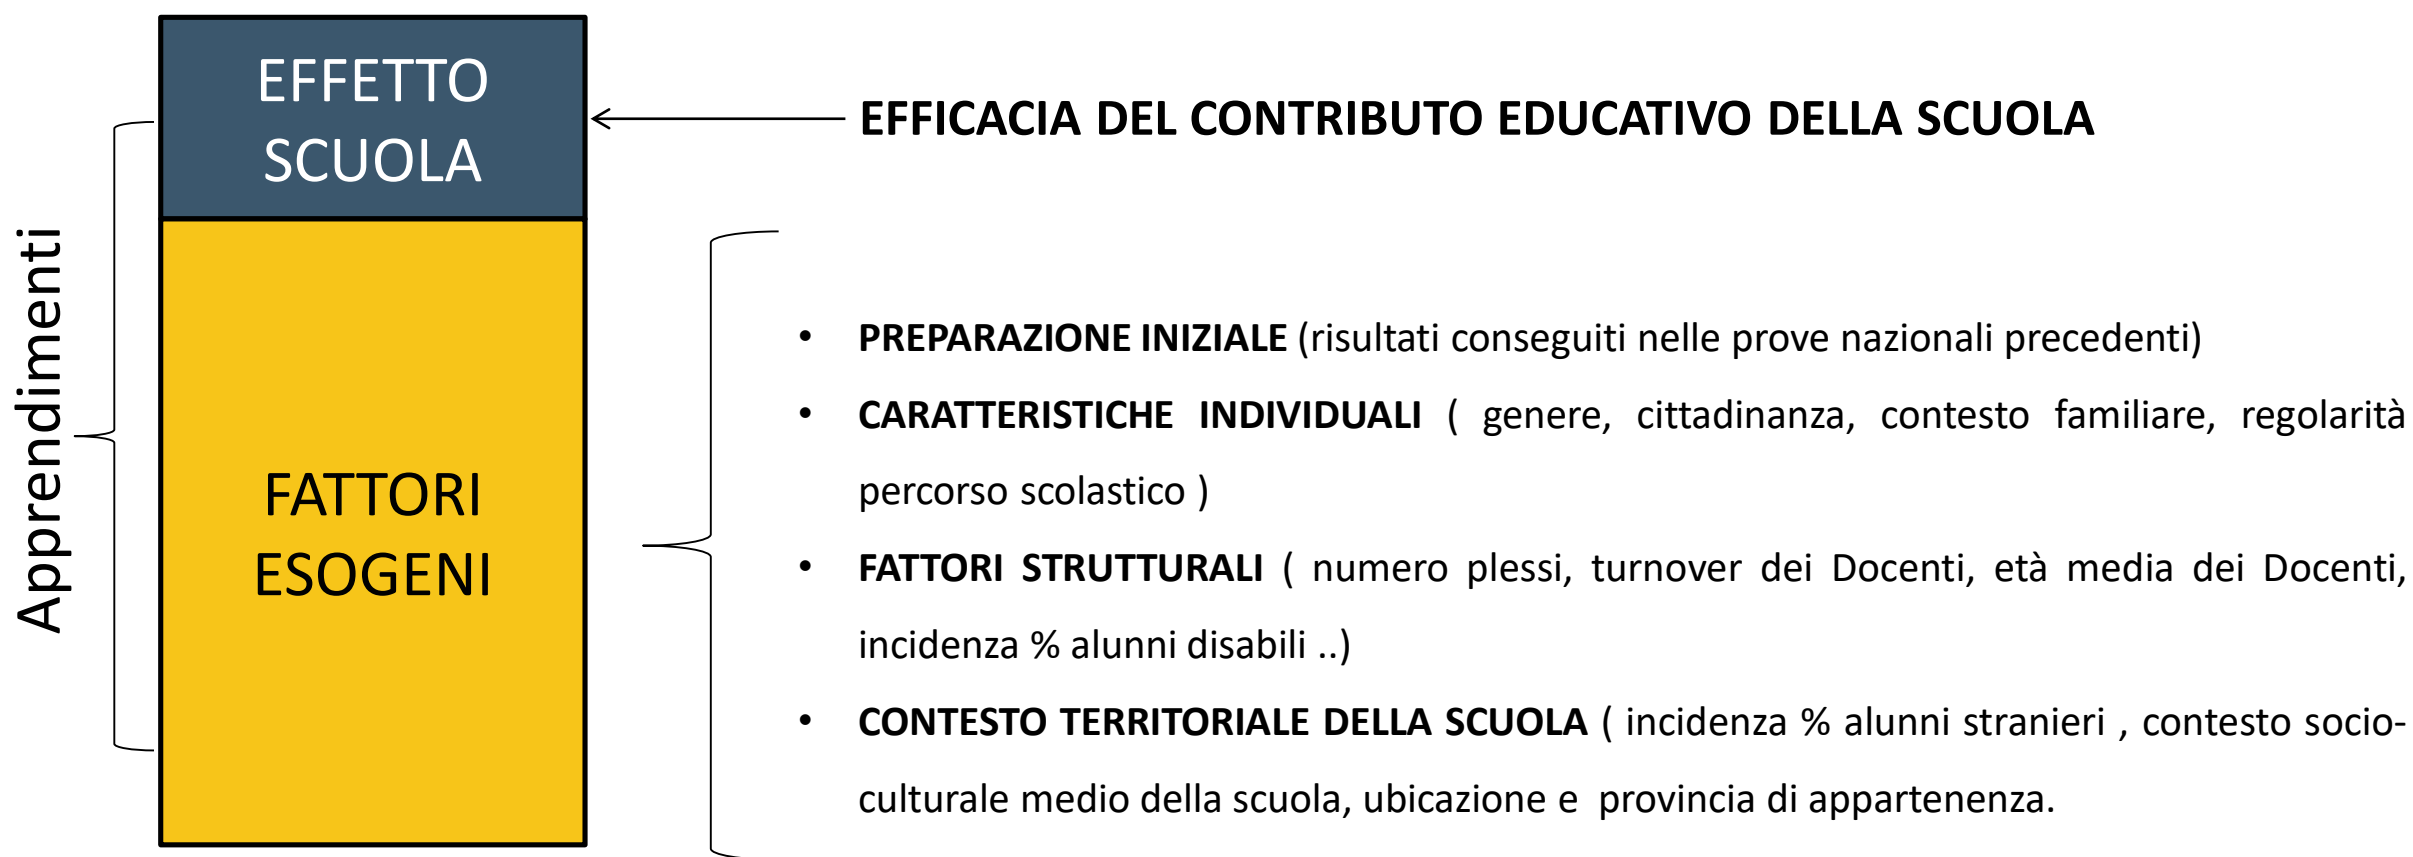 Apprendimenti
EFFETTO
SCUOLA
EFFICACIA DEL CONTRIBUTO EDUCATIVO DELLA SCUOLA
FATTORI
ESOGENI
• PREPARAZIONE INIZIALE (risultati conseguiti nelle prove nazionali precedenti)
• CARATTERISTICHE INDIVIDUALI ( genere, cittadinanza, contesto familiare, regolarità
percorso scolastico )
• FATTORI STRUTTURALI ( numero plessi, turnover dei Docenti, età media dei Docenti,
incidenza % alunni disabili ..)
• CONTESTO TERRITORIALE DELLA SCUOLA ( incidenza % alunni stranieri , contesto socio-
culturale medio della scuola, ubicazione e provincia di appartenenza.